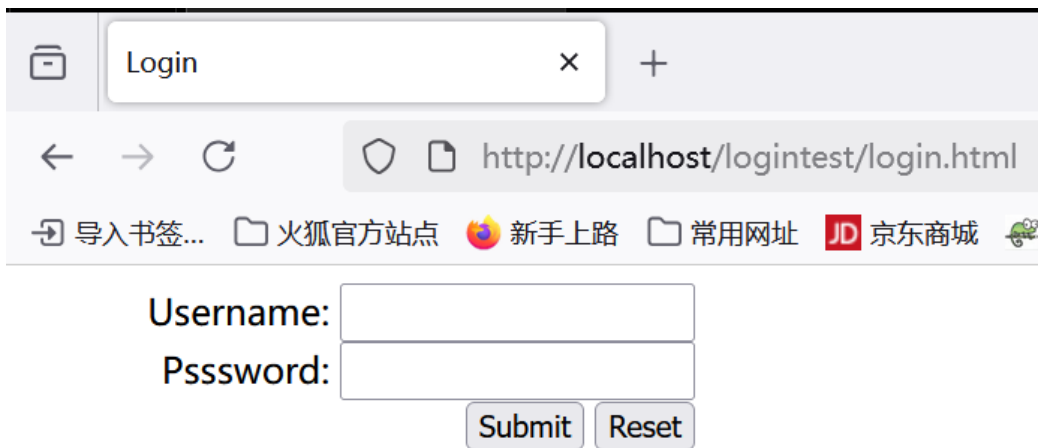 Login
http://localhost/logintest/login.html
导入书签... 火狐官方站点 新手上路 常用网址 JD 京东商城
Username:
Psssword:
Submit Reset